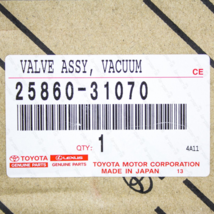 VALVE ASSY, VACUUM
CE
25860-31070
QTY:
1
4A11
TOYOTA
GENUINE PARTS
LEXUS
GENUINE PARTS
TOYOTA MOTOR CORPORATION
MADE IN JAPAN 13